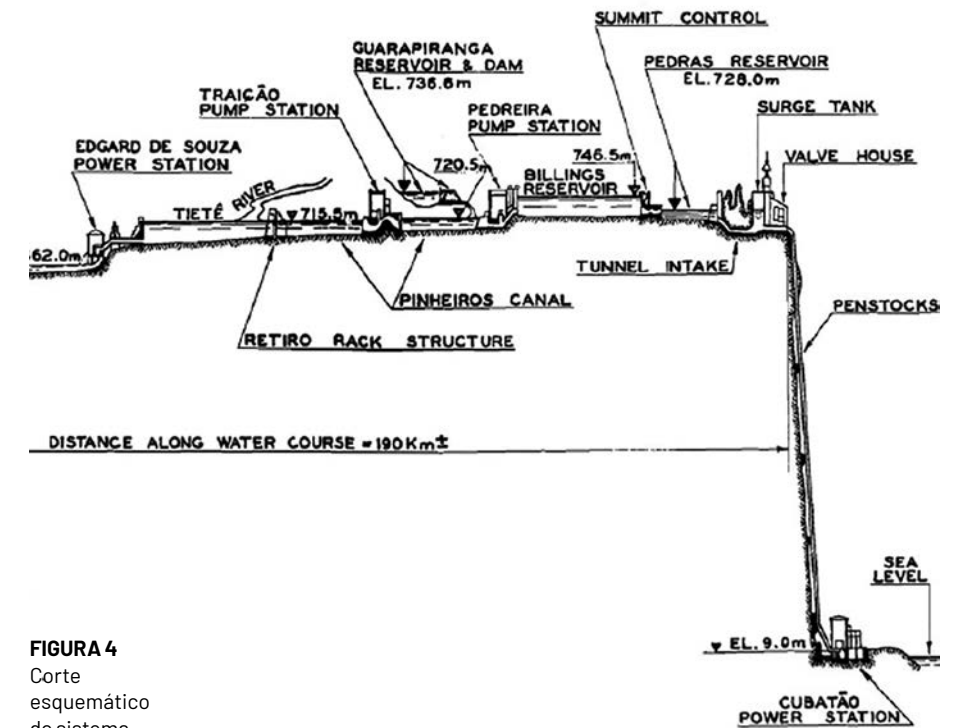 SUMMIT CONTROL
GUARAPIRANGA
RESERVOIR & DAM
EL. 736.6m
PEDRAS RESERVOIR
EL. 728.0m
TRAIÇÃO
PUMP STATION
PEDREIRA
PUMP STATION
SURGE TANK
EDGARD DE SOUZA
POWER STATION
720.5m
746.5m
VALVE HOUSE
BILLINGS
RESERVOIR
TIETÊ RIVER
715.5m
62.0m
TUNNEL INTAKE
PINHEIROS CANAL
PENSTOCKS
RETIRO RACK STRUCTURE
DISTANCE ALONG WATER COURSE = 190Km±
SEA
LEVEL
EL. 9.0m
CUBATÃO
POWER STATION
FIGURA 4
Corte
esquemático
do sistema